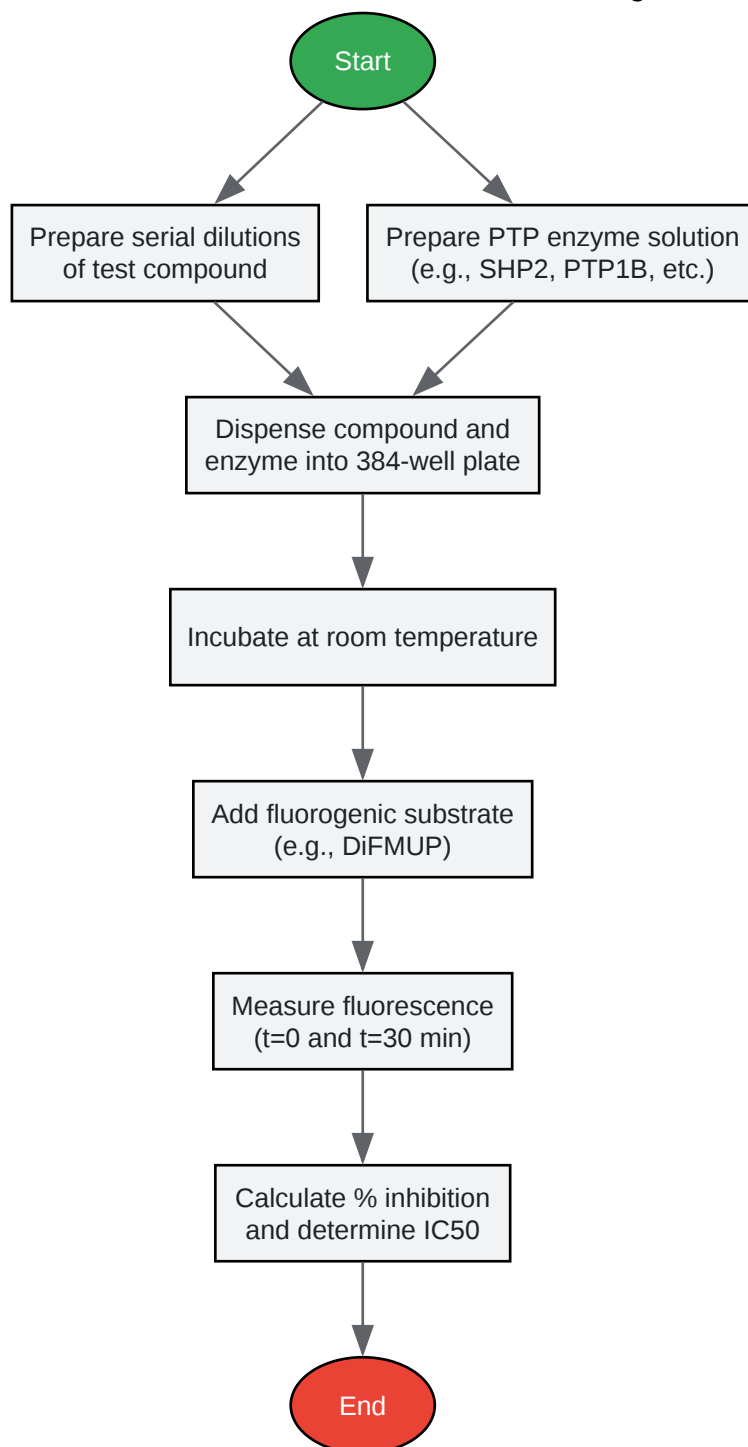 Start
Prepare serial dilutions
of test compound
Prepare PTP enzyme solution
(e.g., SHP2, PTP1B, etc.)
Dispense compound and
enzyme into 384-well plate
Incubate at room temperature
Add fluorogenic substrate
(e.g., DiFMUP)
Measure fluorescence
(t=0 and t=30 min)
Calculate % inhibition
and determine IC50
End